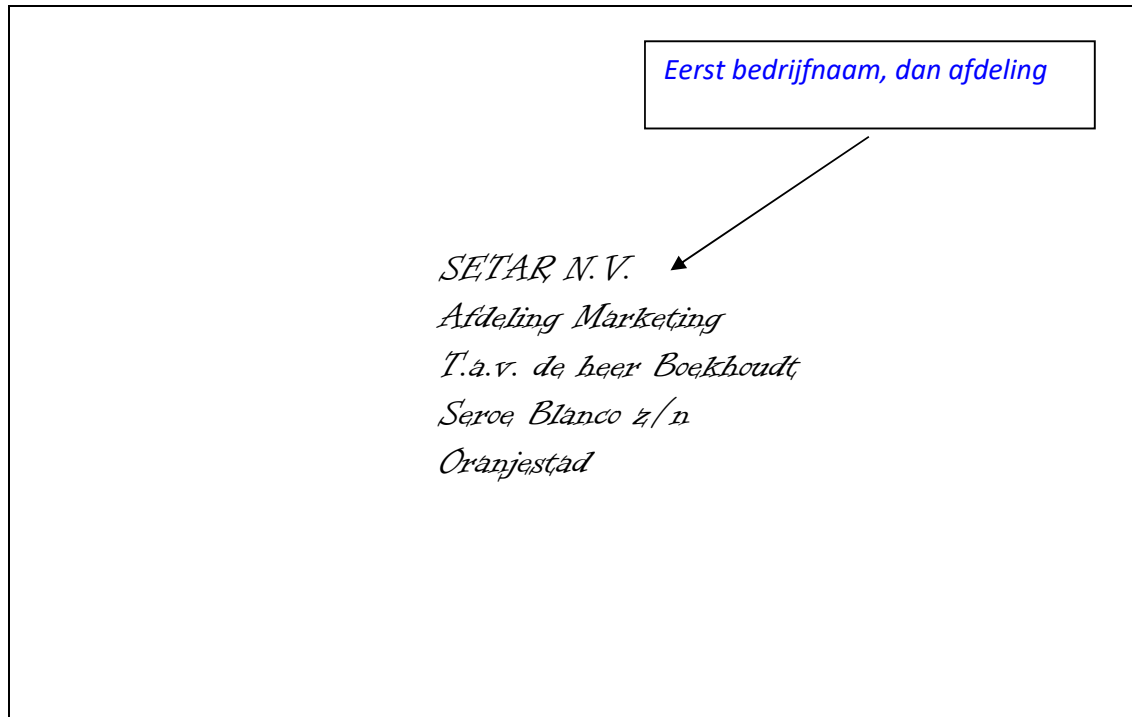 Eerst bedrijfnaam, dan afdeling
SETAR N.V.
Afdeling Marketing
T.a.v. de heer Boekhoudt
Seroe Blanco z/n
Oranjestad